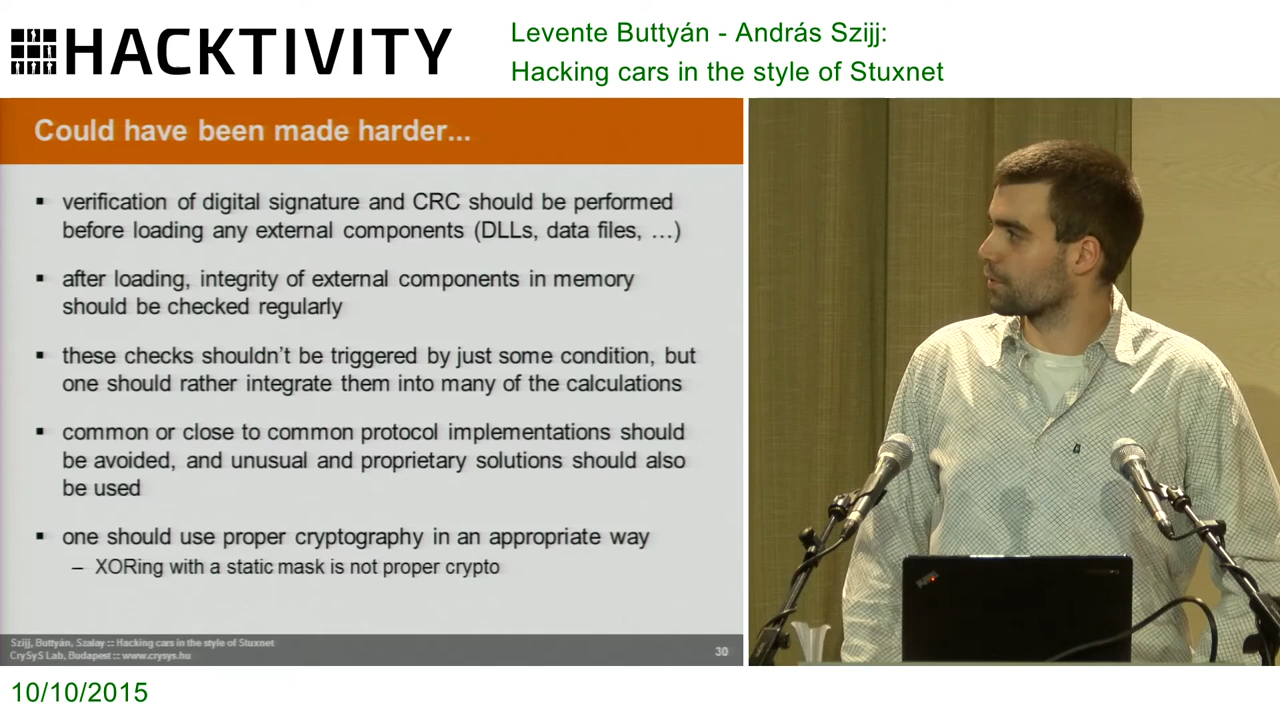 HACKTIVITY
Levente Buttyán - András Szijj:
Hacking cars in the style of Stuxnet
Could have been made harder...
▪ verification of digital signature and CRC should be performed
before loading any external components (DLLs, data files, …)
▪ after loading, integrity of external components in memory
should be checked regularly
▪ these checks shouldn't be triggered by just some condition, but
one should rather integrate them into many of the calculations
▪ common or close to common protocol implementations should
be avoided, and unusual and proprietary solutions should also
be used
▪ one should use proper cryptography in an appropriate way
– XORing with a static mask is not proper crypto
Szijj, Buttyán, Szalay :: Hacking cars in the style of Stuxnet
CrySyS Lab, Budapest :: www.crysys.hu
30
10/10/2015